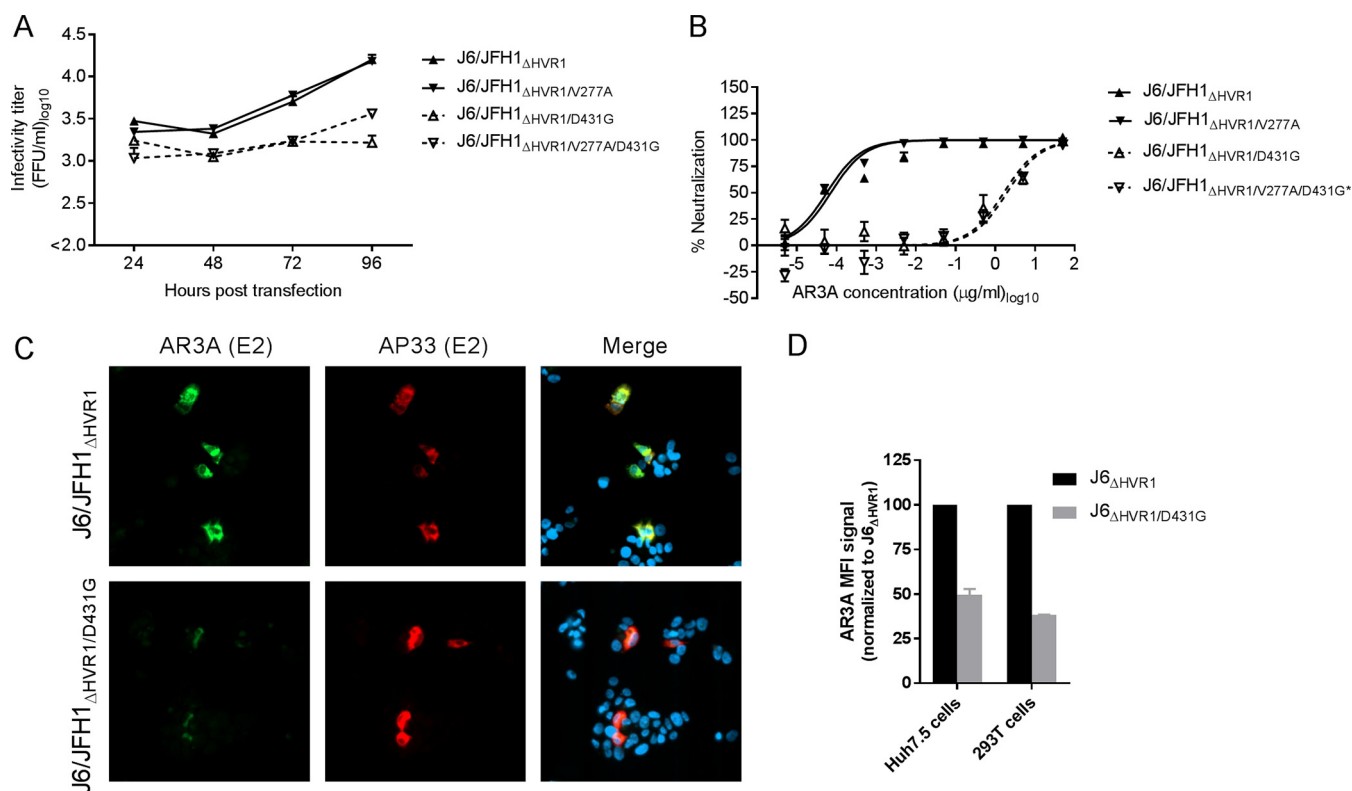 A
4.5
4.0
3.5
3.0
2.5
<2.0
Infectivity titer
(FFU/ml)log10
24 48 72 96
Hours post transfection
J6/JFH1ΔHVR1
J6/JFH1ΔHVR1/V277A
J6/JFH1ΔHVR1/D431G
J6/JFH1ΔHVR1/V277A/D431G
B
150
125
100
75
50
25
0
-25
-50
% Neutralization
-5 -4 -3 -2 -1 0 1 2
AR3A concentration (μg/ml)log10
J6/JFH1ΔHVR1
J6/JFH1ΔHVR1/V277A
J6/JFH1ΔHVR1/D431G
J6/JFH1ΔHVR1/V277A/D431G*
C
AR3A (E2) AP33 (E2) Merge
J6/JFH1ΔHVR1
J6/JFH1ΔHVR1/D431G
D
125
100
75
50
25
0
AR3A MFI signal
(normalized to J6ΔHVR1)
Huh7.5 cells
293T cells
J6ΔHVR1
J6ΔHVR1/D431G